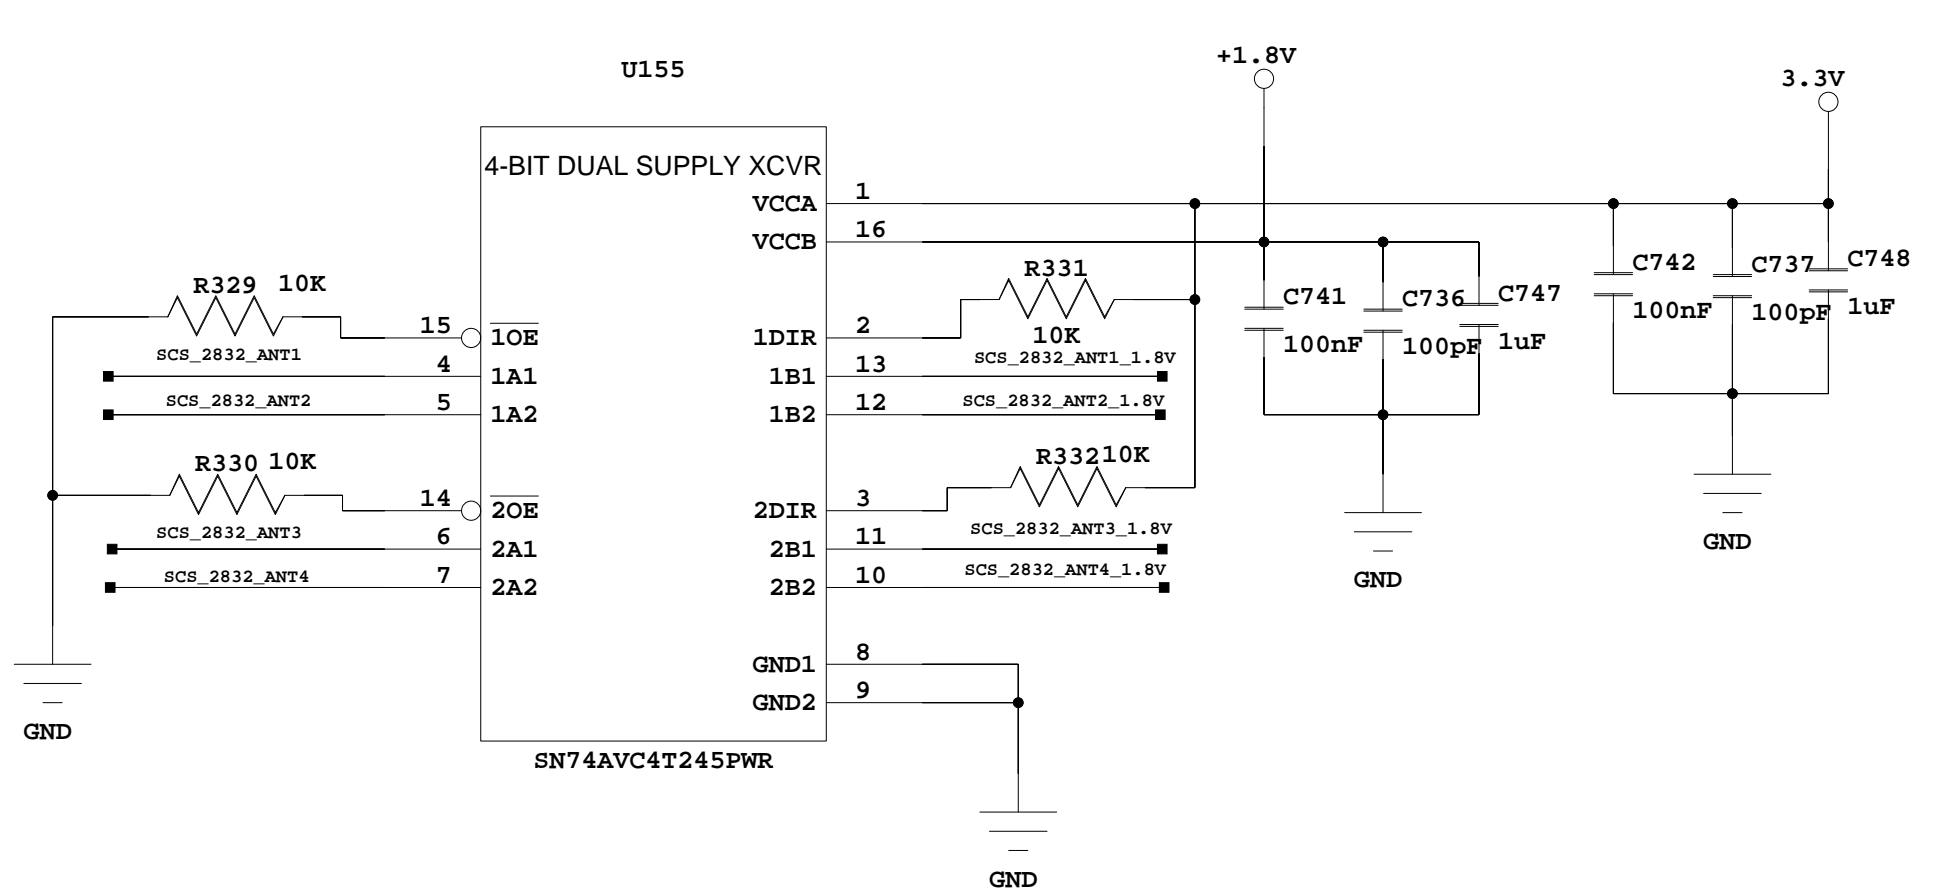 U155
+1.8V
3.3V
4-BIT DUAL SUPPLY XCVR
VCCA 1
VCCB 16
R329 10K
R331
10K
C741
100nF
C736
100pF
C747
1uF
C742
100nF
C737
100pF
C748
1uF
15 1OE
1DIR 2
SCS_2832_ANT1
4 1A1
1B1 13
SCS_2832_ANT1_1.8V
SCS_2832_ANT2
5 1A2
1B2 12
SCS_2832_ANT2_1.8V
R330 10K
R332 10K
14 2OE
2DIR 3
SCS_2832_ANT3
6 2A1
2B1 11
SCS_2832_ANT3_1.8V
SCS_2832_ANT4
7 2A2
2B2 10
SCS_2832_ANT4_1.8V
GND
GND
GND1 8
GND2 9
GND
SN74AVC4T245PWR
GND